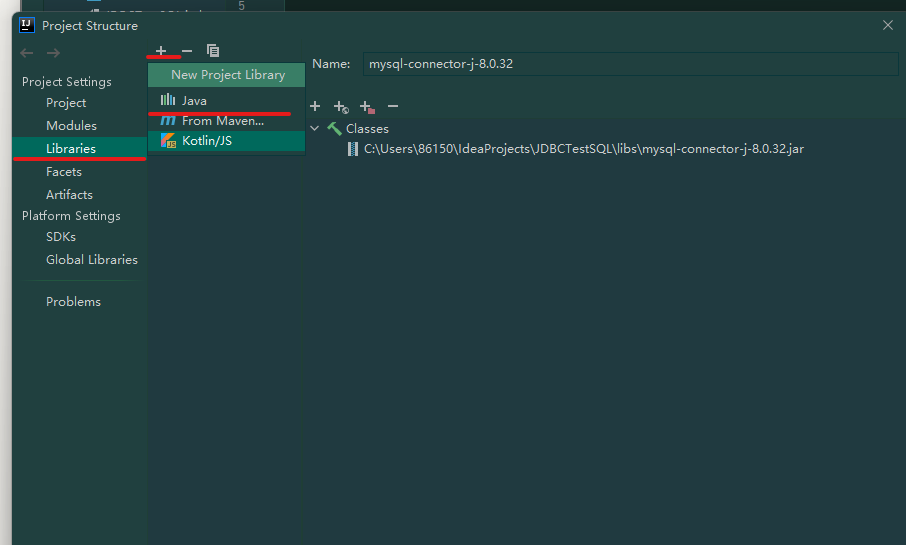 5
Project Structure
New Project Library
Name: mysql-connector-j-8.0.32
Project Settings
Project
Java
Modules
From Maven...
Classes
Libraries
Kotlin/JS
C:\Users\86150\IdeaProjects\JDBCTestSQL\libs\mysql-connector-j-8.0.32.jar
Facets
Artifacts
Platform Settings
SDKs
Global Libraries
Problems